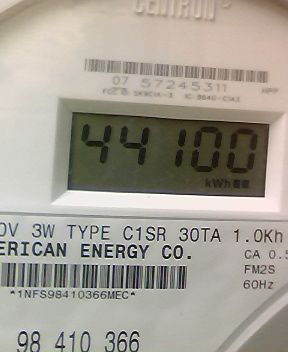 CENTRON
07 57245311
44100
kWh
0V 3W TYPE C1SR 30TA 1.0Kh
ERICAN ENERGY CO.
CA 0.5
FM2S
60Hz
*1NFS98410366MEC*
98 410 366